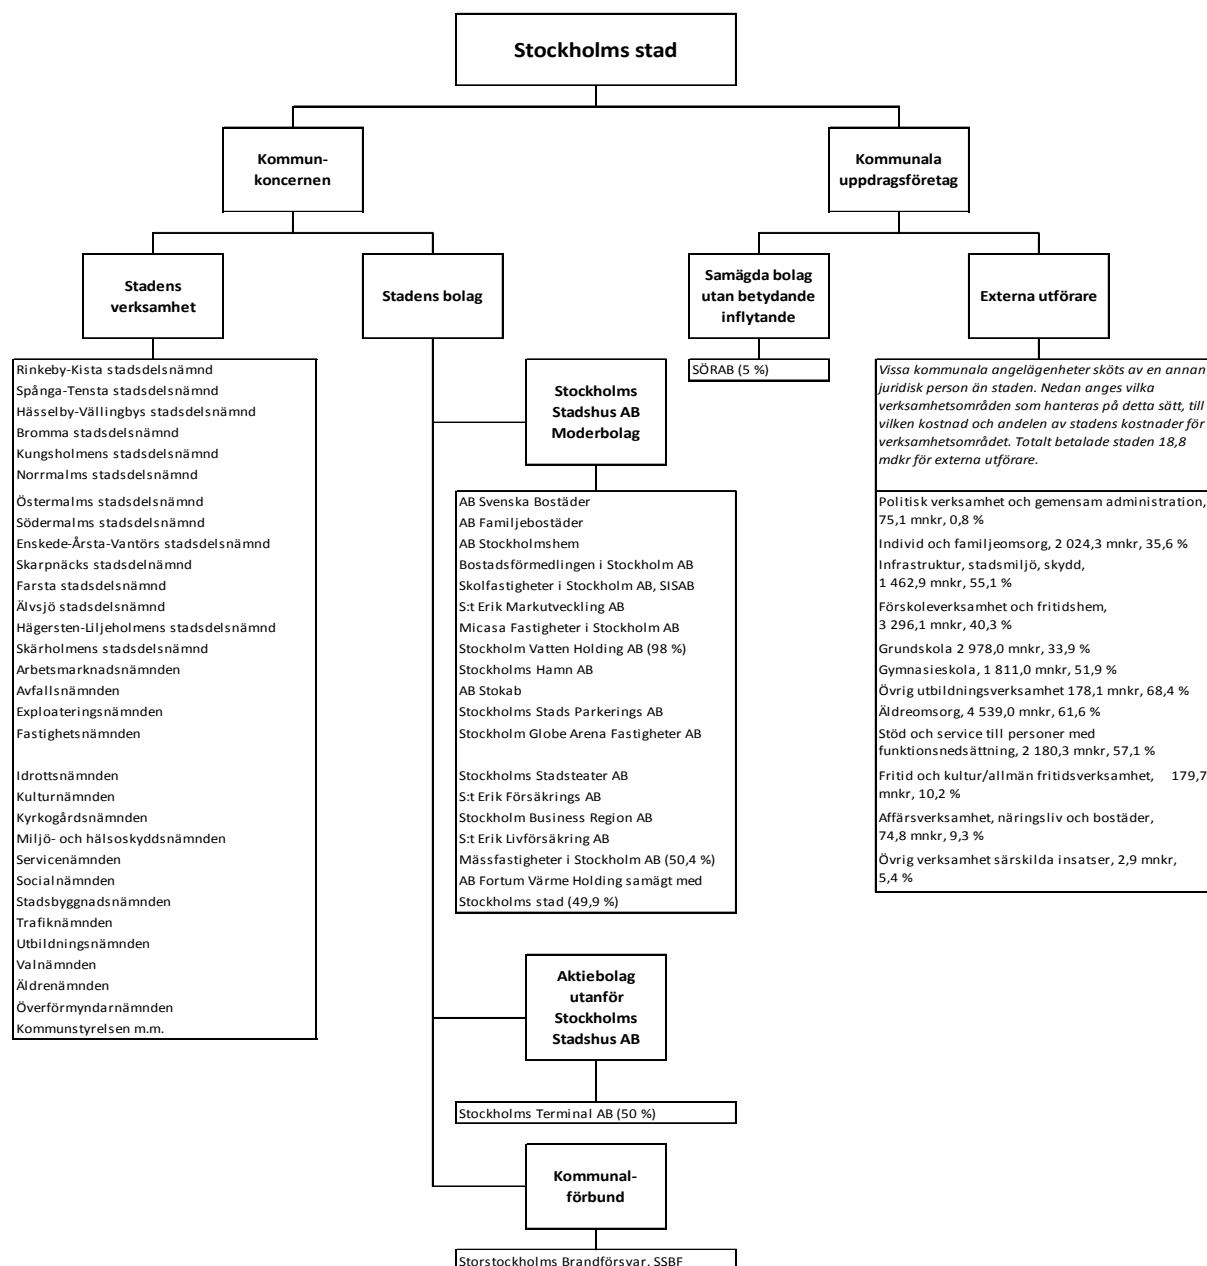 Stockholms stad
Kommun-
koncernen
Kommunala
uppdragsföretag
Stadens
verksamhet
Stadens bolag
Samägda bolag
utan betydande
inflytande
Externa utförare
Rinkeby-Kista stadsdelsnämnd
Spånga-Tensta stadsdelsnämnd
Hässelby-Vällingbys stadsdelsnämnd
Bromma stadsdelsnämnd
Kungsholmens stadsdelsnämnd
Norrmalms stadsdelsnämnd
Östermalms stadsdelsnämnd
Södermalms stadsdelsnämnd
Enskede-Årsta-Vantörs stadsdelsnämnd
Skarpnäcks stadsdelnämnd
Farsta stadsdelsnämnd
Älvsjö stadsdelsnämnd
Hägersten-Liljeholmens stadsdelsnämnd
Skärholmens stadsdelsnämnd
Arbetsmarknadsnämnden
Avfallsnämnden
Exploateringsnämnden
Fastighetsnämnden
Idrottsnämnden
Kulturnämnden
Kyrkogårdsnämnden
Miljö- och hälsoskyddsnämnden
Servicenämnden
Socialnämnden
Stadsbyggnadsnämnden
Trafiknämnden
Utbildningsnämnden
Valnämnden
Äldrenämnden
Överförmyndarnämnden
Kommunstyrelsen m.m.
Stockholms
Stadshus AB
Moderbolag
AB Svenska Bostäder
AB Familjebostäder
AB Stockholmshem
Bostadsförmedlingen i Stockholm AB
Skolfastigheter i Stockholm AB, SISAB
S:t Erik Markutveckling AB
Micasa Fastigheter i Stockholm AB
Stockholm Vatten Holding AB (98 %)
Stockholms Hamn AB
AB Stokab
Stockholms Stads Parkerings AB
Stockholm Globe Arena Fastigheter AB
Stockholms Stadsteater AB
S:t Erik Försäkrings AB
Stockholm Business Region AB
S:t Erik Livförsäkring AB
Mässfastigheter i Stockholm AB (50,4 %)
AB Fortum Värme Holding samägt med
Stockholms stad (49,9 %)
Aktiebolag
utanför
Stockholms
Stadshus AB
Stockholms Terminal AB (50 %)
Kommunal-
förbund
Storstockholms Brandförsvar, SSBF
SÖRAB (5 %)
Vissa kommunala angelägenheter sköts av en annan
juridisk person än staden. Nedan anges vilka
verksamhetsområden som hanteras på detta sätt, till
vilken kostnad och andelen av stadens kostnader för
verksamhetsområdet. Totalt betalade staden 18,8
mdkr för externa utförare.
Politisk verksamhet och gemensam administration,
75,1 mnkr, 0,8 %
Individ och familjeomsorg, 2 024,3 mnkr, 35,6 %
Infrastruktur, stadsmiljö, skydd,
1 462,9 mnkr, 55,1 %
Förskoleverksamhet och fritidshem,
3 296,1 mnkr, 40,3 %
Grundskola 2 978,0 mnkr, 33,9 %
Gymnasieskola, 1 811,0 mnkr, 51,9 %
Övrig utbildningsverksamhet 178,1 mnkr, 68,4 %
Äldreomsorg, 4 539,0 mnkr, 61,6 %
Stöd och service till personer med
funktionsnedsättning, 2 180,3 mnkr, 57,1 %
Fritid och kultur/allmän fritidsverksamhet, 179,7
mnkr, 10,2 %
Affärsverksamhet, näringsliv och bostäder,
74,8 mnkr, 9,3 %
Övrig verksamhet särskilda insatser, 2,9 mnkr,
5,4 %